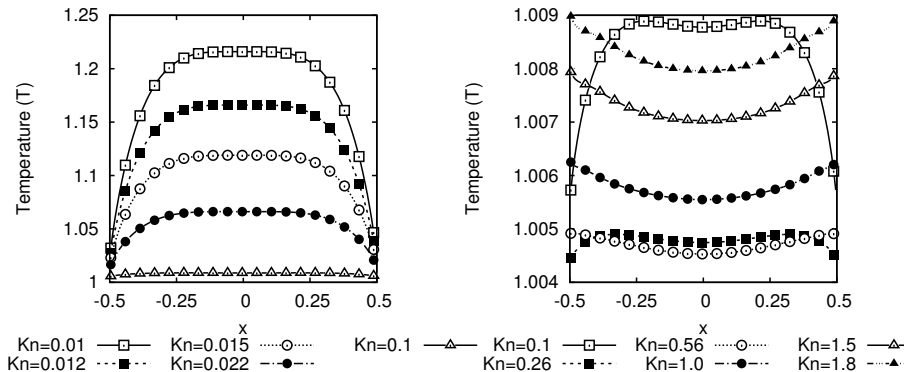 1.25
1.2
1.15
1.1
1.05
1
Temperature (T)
-0.5 -0.25 0 0.25 0.5
x
1.009
1.008
1.007
1.006
1.005
1.004
Temperature (T)
-0.5 -0.25 0 0.25 0.5
x
Kn=0.01 Kn=0.015 Kn=0.1
Kn=0.012 Kn=0.022
Kn=0.1 Kn=0.56 Kn=1.5
Kn=0.26 Kn=1.0 Kn=1.8